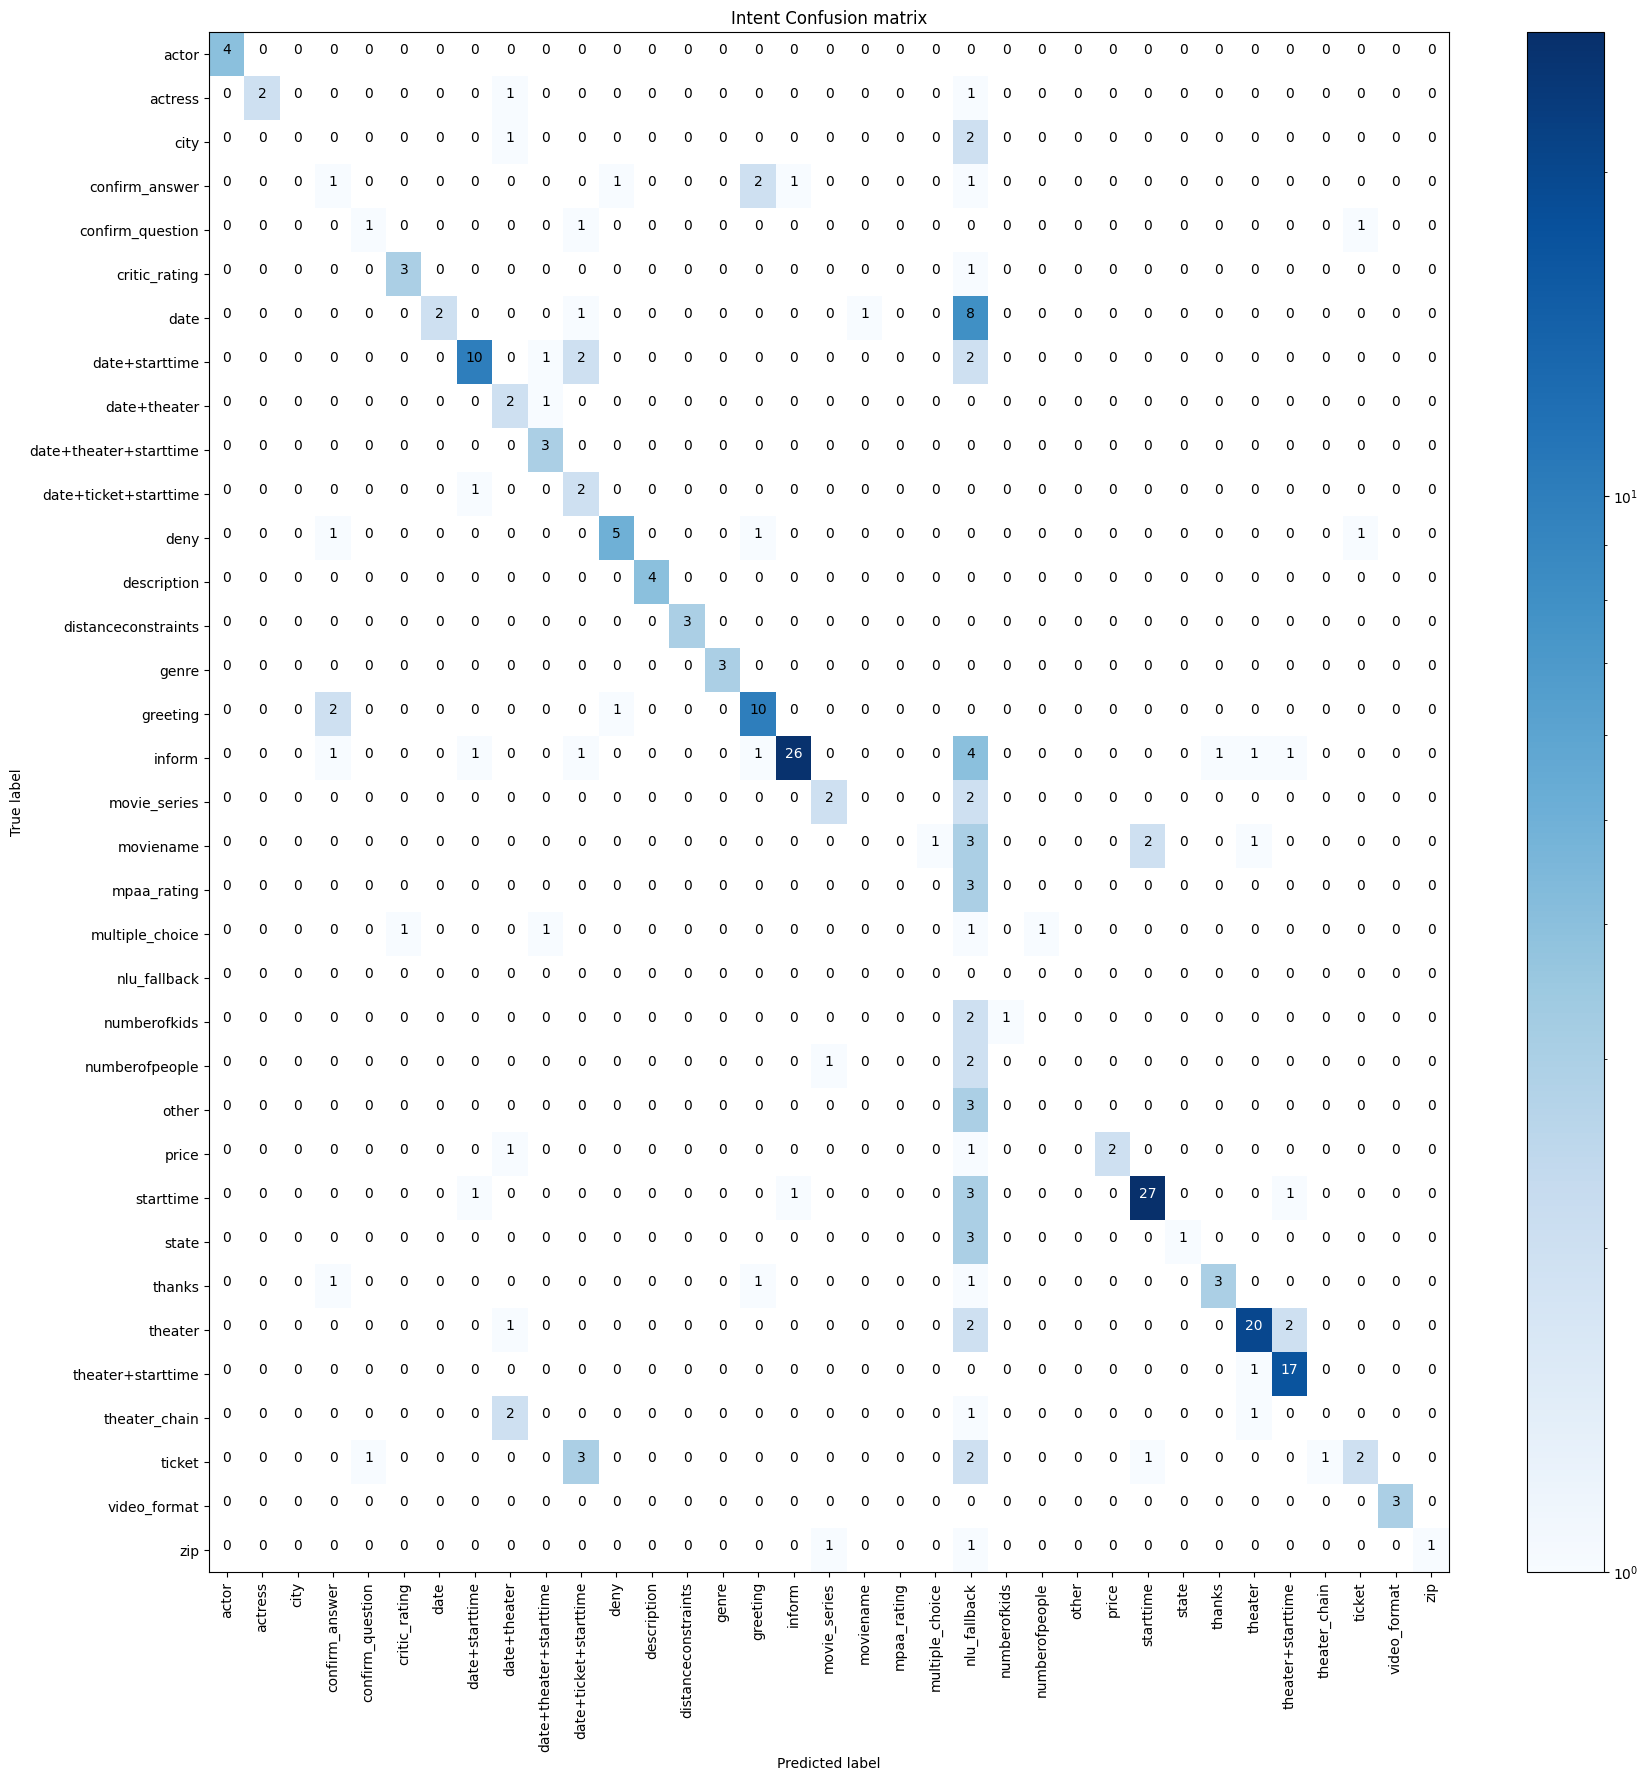 Intent Confusion matrix
actor 4 0 0 0 0 0 0 0 0 0 0 0 0 0 0 0 0 0 0 0 0 0 0 0 0 0 0 0 0 0 0 0 0 0 0
actress 0 2 0 0 0 0 0 0 1 0 0 0 0 0 0 0 0 0 0 0 0 1 0 0 0 0 0 0 0 0 0 0 0 0 0
city 0 0 0 0 0 0 0 0 1 0 0 0 0 0 0 0 0 0 0 0 0 2 0 0 0 0 0 0 0 0 0 0 0 0 0
confirm_answer 0 0 0 1 0 0 0 0 0 0 0 1 0 0 0 2 1 0 0 0 0 1 0 0 0 0 0 0 0 0 0 0 0 0 0
confirm_question 0 0 0 0 1 0 0 0 0 0 1 0 0 0 0 0 0 0 0 0 0 0 0 0 0 0 0 0 0 0 0 0 1 0 0
critic_rating 0 0 0 0 0 3 0 0 0 0 0 0 0 0 0 0 0 0 0 0 0 1 0 0 0 0 0 0 0 0 0 0 0 0 0
date 0 0 0 0 0 0 2 0 0 0 1 0 0 0 0 0 0 0 1 0 0 8 0 0 0 0 0 0 0 0 0 0 0 0 0
date+starttime 0 0 0 0 0 0 0 10 0 1 2 0 0 0 0 0 0 0 0 0 0 2 0 0 0 0 0 0 0 0 0 0 0 0 0
date+theater 0 0 0 0 0 0 0 0 2 1 0 0 0 0 0 0 0 0 0 0 0 0 0 0 0 0 0 0 0 0 0 0 0 0 0
date+theater+starttime 0 0 0 0 0 0 0 0 0 3 0 0 0 0 0 0 0 0 0 0 0 0 0 0 0 0 0 0 0 0 0 0 0 0 0
date+ticket+starttime 0 0 0 0 0 0 0 1 0 0 2 0 0 0 0 0 0 0 0 0 0 0 0 0 0 0 0 0 0 0 0 0 0 0 0
deny 0 0 0 1 0 0 0 0 0 0 0 5 0 0 0 1 0 0 0 0 0 0 0 0 0 0 0 0 0 0 0 0 1 0 0
description 0 0 0 0 0 0 0 0 0 0 0 0 4 0 0 0 0 0 0 0 0 0 0 0 0 0 0 0 0 0 0 0 0 0 0
distanceconstraints 0 0 0 0 0 0 0 0 0 0 0 0 0 3 0 0 0 0 0 0 0 0 0 0 0 0 0 0 0 0 0 0 0 0 0
genre 0 0 0 0 0 0 0 0 0 0 0 0 0 0 3 0 0 0 0 0 0 0 0 0 0 0 0 0 0 0 0 0 0 0 0
greeting 0 0 0 2 0 0 0 0 0 0 0 1 0 0 0 10 0 0 0 0 0 0 0 0 0 0 0 0 0 0 0 0 0 0 0
inform 0 0 0 1 0 0 0 1 0 0 1 0 0 0 0 1 26 0 0 0 0 4 0 0 0 0 0 0 1 1 1 0 0 0 0
movie_series 0 0 0 0 0 0 0 0 0 0 0 0 0 0 0 0 0 2 0 0 0 2 0 0 0 0 0 0 0 0 0 0 0 0 0
moviename 0 0 0 0 0 0 0 0 0 0 0 0 0 0 0 0 0 0 0 0 1 3 0 0 0 0 2 0 0 1 0 0 0 0 0
mpaa_rating 0 0 0 0 0 0 0 0 0 0 0 0 0 0 0 0 0 0 0 0 0 3 0 0 0 0 0 0 0 0 0 0 0 0 0
multiple_choice 0 0 0 0 0 1 0 0 0 1 0 0 0 0 0 0 0 0 0 0 0 1 0 1 0 0 0 0 0 0 0 0 0 0 0
nlu_fallback 0 0 0 0 0 0 0 0 0 0 0 0 0 0 0 0 0 0 0 0 0 0 0 0 0 0 0 0 0 0 0 0 0 0 0
numberofkids 0 0 0 0 0 0 0 0 0 0 0 0 0 0 0 0 0 0 0 0 0 2 1 0 0 0 0 0 0 0 0 0 0 0 0
numberofpeople 0 0 0 0 0 0 0 0 0 0 0 0 0 0 0 0 0 1 0 0 0 2 0 0 0 0 0 0 0 0 0 0 0 0 0
other 0 0 0 0 0 0 0 0 0 0 0 0 0 0 0 0 0 0 0 0 0 3 0 0 0 0 0 0 0 0 0 0 0 0 0
price 0 0 0 0 0 0 0 0 1 0 0 0 0 0 0 0 0 0 0 0 0 1 0 0 0 2 0 0 0 0 0 0 0 0 0
starttime 0 0 0 0 0 0 0 1 0 0 0 0 0 0 0 0 1 0 0 0 0 3 0 0 0 0 27 0 0 0 1 0 0 0 0
state 0 0 0 0 0 0 0 0 0 0 0 0 0 0 0 0 0 0 0 0 0 3 0 0 0 0 0 1 0 0 0 0 0 0 0
thanks 0 0 0 1 0 0 0 0 0 0 0 0 0 0 0 1 0 0 0 0 0 1 0 0 0 0 0 0 3 0 0 0 0 0 0
theater 0 0 0 0 0 0 0 0 1 0 0 0 0 0 0 0 0 0 0 0 0 2 0 0 0 0 0 0 0 20 2 0 0 0 0
theater+starttime 0 0 0 0 0 0 0 0 0 0 0 0 0 0 0 0 0 0 0 0 0 0 0 0 0 0 0 0 0 1 17 0 0 0 0
theater_chain 0 0 0 0 0 0 0 0 2 0 0 0 0 0 0 0 0 0 0 0 0 1 0 0 0 0 0 0 0 1 0 0 0 0 0
ticket 0 0 0 0 1 0 0 0 0 0 3 0 0 0 0 0 0 0 0 0 0 2 0 0 0 0 1 0 0 0 0 1 2 0 0
video_format 0 0 0 0 0 0 0 0 0 0 0 0 0 0 0 0 0 0 0 0 0 0 0 0 0 0 0 0 0 0 0 0 0 3 0
zip 0 0 0 0 0 0 0 0 0 0 0 0 0 0 0 0 0 1 0 0 0 1 0 0 0 0 0 0 0 0 0 0 0 0 1
True label
actor
actress
city
confirm_answer
confirm_question
critic_rating
date
date+starttime
date+theater
date+theater+starttime
date+ticket+starttime
deny
description
distanceconstraints
genre
greeting
inform
movie_series
moviename
mpaa_rating
multiple_choice
nlu_fallback
numberofkids
numberofpeople
other
price
starttime
state
thanks
theater
theater+starttime
theater_chain
ticket
video_format
zip
Predicted label
10¹
10⁰